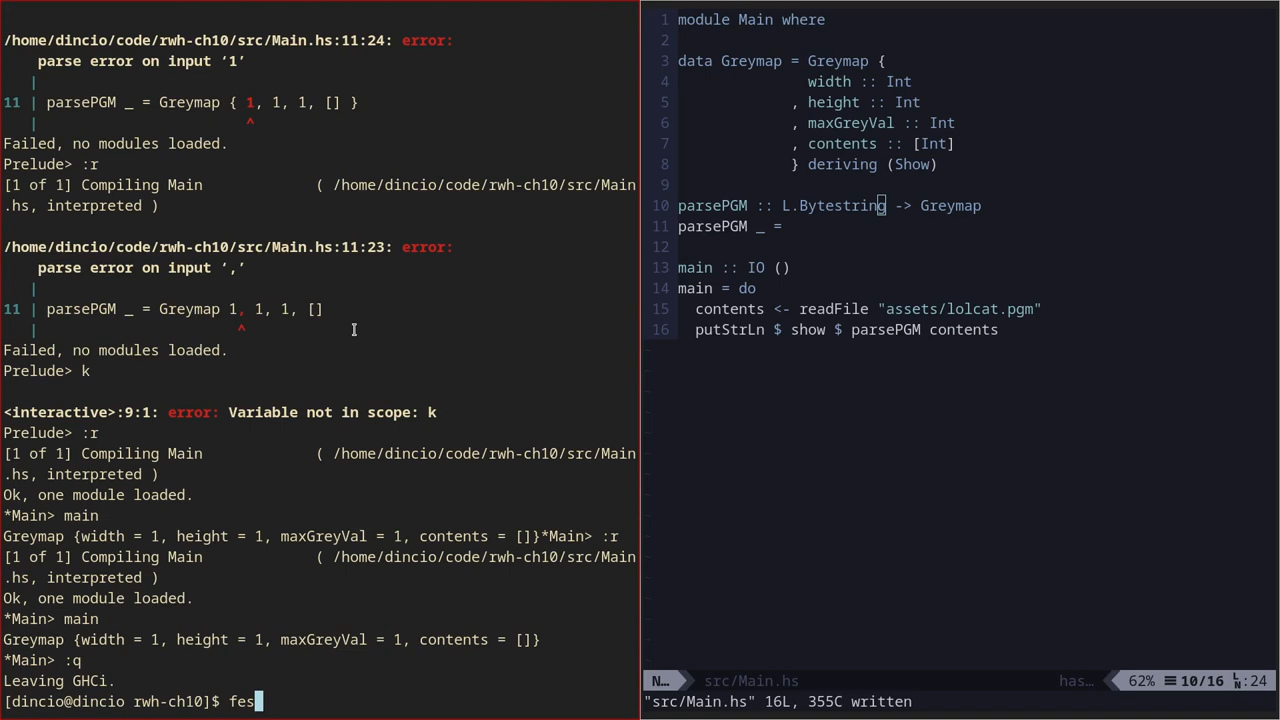 /home/dincio/code/rwh-ch10/src/Main.hs:11:24: error:
    parse error on input ‘1’
   |
11 | parsePGM _ = Greymap { 1, 1, 1, [] }
   |                        ^
Failed, no modules loaded.
Prelude> :r
[1 of 1] Compiling Main             ( /home/dincio/code/rwh-ch10/src/Main
.hs, interpreted )
/home/dincio/code/rwh-ch10/src/Main.hs:11:23: error:
    parse error on input ‘,’
   |
11 | parsePGM _ = Greymap 1, 1, 1, []
   |                       ^
Failed, no modules loaded.
Prelude> k
<interactive>:9:1: error: Variable not in scope: k
Prelude> :r
[1 of 1] Compiling Main             ( /home/dincio/code/rwh-ch10/src/Main
.hs, interpreted )
Ok, one module loaded.
*Main> main
Greymap {width = 1, height = 1, maxGreyVal = 1, contents = []}*Main> :r
[1 of 1] Compiling Main             ( /home/dincio/code/rwh-ch10/src/Main
.hs, interpreted )
Ok, one module loaded.
*Main> main
Greymap {width = 1, height = 1, maxGreyVal = 1, contents = []}
*Main> :q
Leaving GHCi.
[dincio@dincio rwh-ch10]$ fes
1 module Main where
2
3 data Greymap = Greymap {
4                width :: Int
5              , height :: Int
6              , maxGreyVal :: Int
7              , contents :: [Int]
8              } deriving (Show)
9
10 parsePGM :: L.Bytestring -> Greymap
11 parsePGM _ =
12
13 main :: IO ()
14 main = do
15   contents <- readFile "assets/lolcat.pgm"
16   putStrLn $ show $ parsePGM contents
N… src/Main.hs has… 62% ☰ 10/16 LN:24
"src/Main.hs" 16L, 355C written